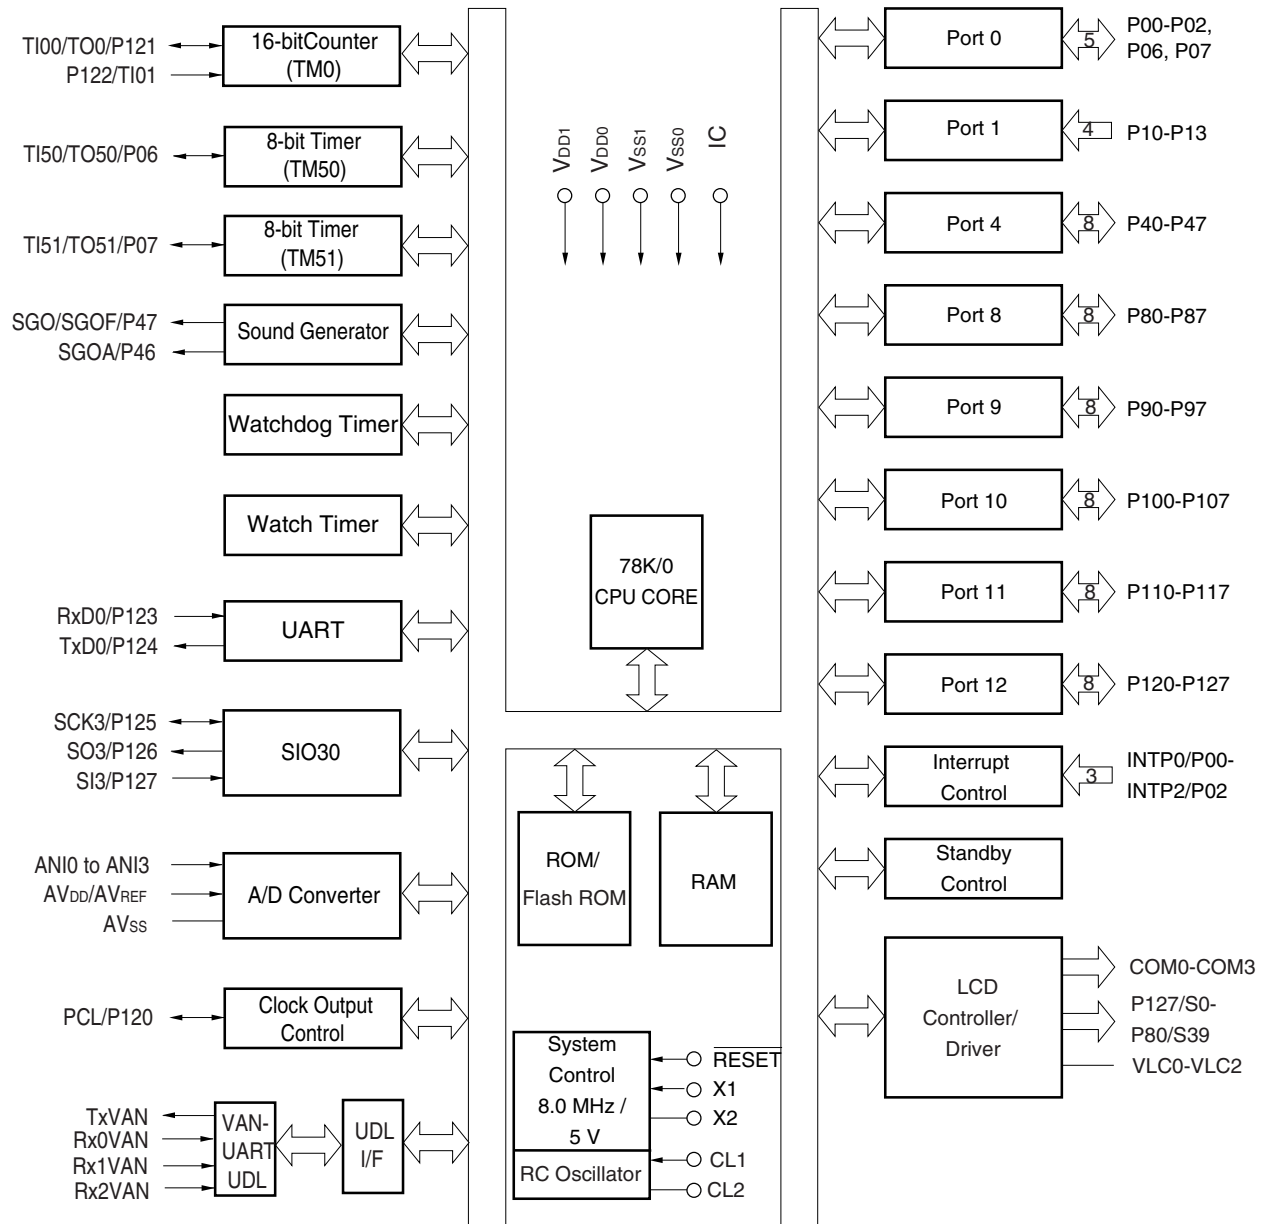 TI00/TO0/P121
P122/TI01
16-bitCounter
(TM0)
TI50/TO50/P06
8-bit Timer
(TM50)
TI51/TO51/P07
8-bit Timer
(TM51)
SGO/SGOF/P47
SGOA/P46
Sound Generator
Watchdog Timer
Watch Timer
RxD0/P123
TxD0/P124
UART
SCK3/P125
SO3/P126
SI3/P127
SIO30
ANI0 to ANI3
AVDD/AVREF
AVSS
A/D Converter
PCL/P120
Clock Output
Control
TxVAN
Rx0VAN
Rx1VAN
Rx2VAN
VAN-
UART
UDL
UDL
I/F
VDD1
VDD0
VSS1
VSS0
IC
78K/0
CPU CORE
ROM/
Flash ROM
RAM
System
Control
8.0 MHz /
5 V
RC Oscillator
RESET
X1
X2
CL1
CL2
Port 0
5
P00-P02,
P06, P07
Port 1
4
P10-P13
Port 4
8
P40-P47
Port 8
8
P80-P87
Port 9
8
P90-P97
Port 10
8
P100-P107
Port 11
8
P110-P117
Port 12
8
P120-P127
Interrupt
Control
3
INTP0/P00-
INTP2/P02
Standby
Control
LCD
Controller/
Driver
COM0-COM3
P127/S0-
P80/S39
VLC0-VLC2